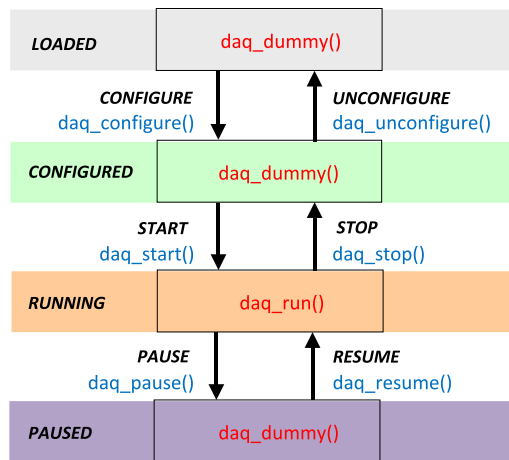 LOADED daq_dummy()
CONFIGURE UNCONFIGURE
daq_configure() daq_unconfigure()
CONFIGURED daq_dummy()
START STOP
daq_start() daq_stop()
RUNNING daq_run()
PAUSE RESUME
daq_pause() daq_resume()
PAUSED daq_dummy()